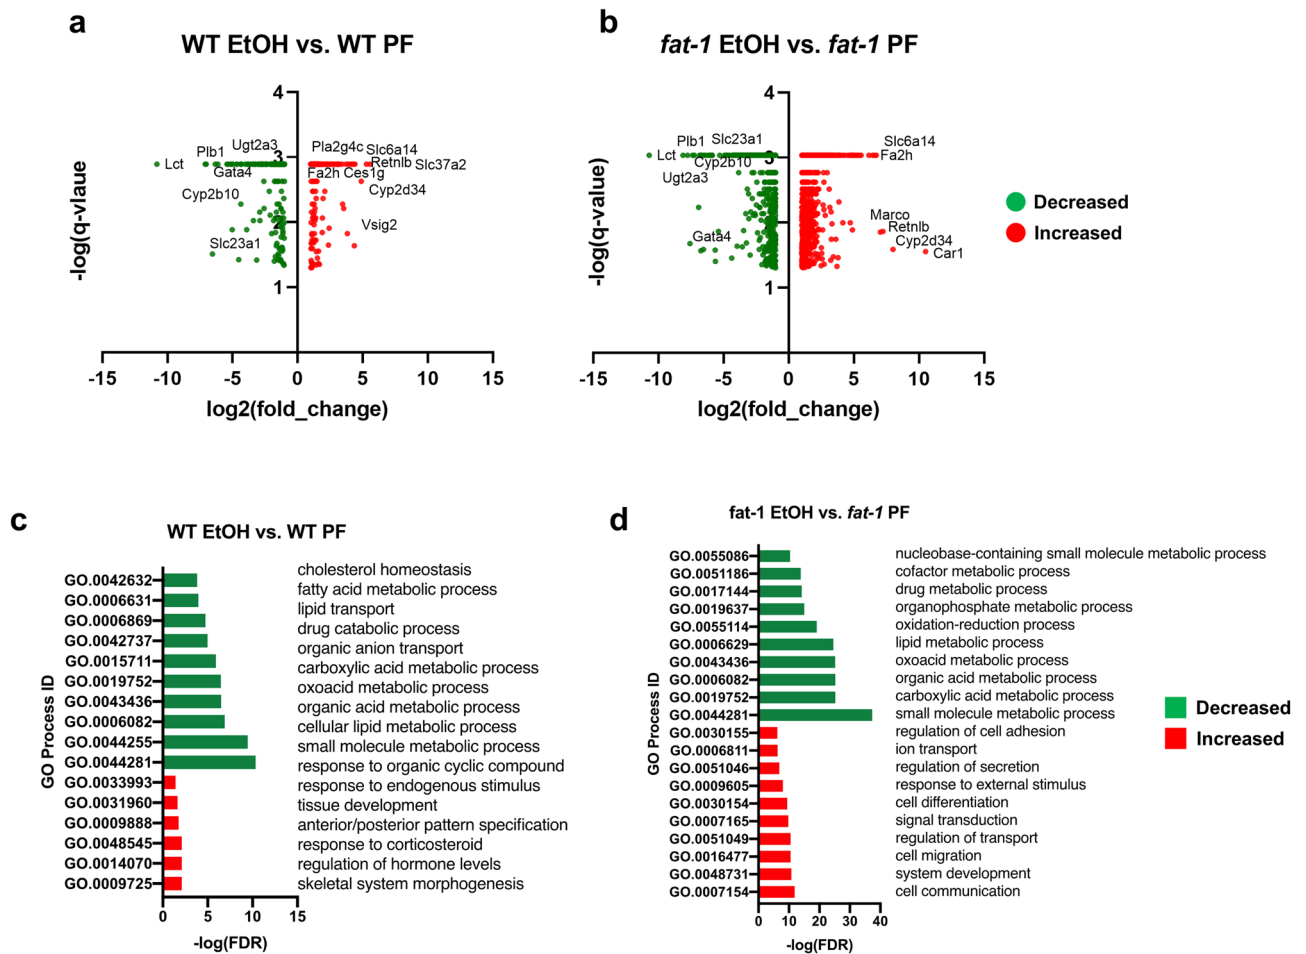 a
WT EtOH vs. WT PF
-log(q-vlaue
4
3
2
1
-15 -10 -5 0 5 10 15
log2(fold_change)
Lct
Plb1
Ugt2a3
Gata4
Cyp2b10
Slc23a1
Pla2g4c
Slc6a14
Retnlb
Slc37a2
Fa2h
Ces1g
Cyp2d34
Vsig2
b
fat-1 EtOH vs. fat-1 PF
-log(q-value)
4
3
2
1
-15 -10 -5 0 5 10 15
log2(fold_change)
Plb1
Slc23a1
Lct
Cyp2b10
Ugt2a3
Gata4
Slc6a14
Fa2h
Marco
Retnlb
Cyp2d34
Car1
Decreased
Increased
c
WT EtOH vs. WT PF
GO Process ID
GO.0042632
GO.0006631
GO.0006869
GO.0042737
GO.0015711
GO.0019752
GO.0043436
GO.0006082
GO.0044255
GO.0044281
GO.0033993
GO.0031960
GO.0009888
GO.0048545
GO.0014070
GO.0009725
cholesterol homeostasis
fatty acid metabolic process
lipid transport
drug catabolic process
organic anion transport
carboxylic acid metabolic process
oxoacid metabolic process
organic acid metabolic process
cellular lipid metabolic process
small molecule metabolic process
response to organic cyclic compound
response to endogenous stimulus
tissue development
anterior/posterior pattern specification
response to corticosteroid
regulation of hormone levels
skeletal system morphogenesis
0 5 10 15
-log(FDR)
d
fat-1 EtOH vs. fat-1 PF
GO Process ID
GO.0055086
GO.0051186
GO.0017144
GO.0019637
GO.0055114
GO.0006629
GO.0043436
GO.0006082
GO.0019752
GO.0044281
GO.0030155
GO.0006811
GO.0051046
GO.0009605
GO.0030154
GO.0007165
GO.0051049
GO.0016477
GO.0048731
GO.0007154
nucleobase-containing small molecule metabolic process
cofactor metabolic process
drug metabolic process
organophosphate metabolic process
oxidation-reduction process
lipid metabolic process
oxoacid metabolic process
organic acid metabolic process
carboxylic acid metabolic process
small molecule metabolic process
regulation of cell adhesion
ion transport
regulation of secretion
response to external stimulus
cell differentiation
signal transduction
regulation of transport
cell migration
system development
cell communication
0 10 20 30 40
-log(FDR)
Decreased
Increased